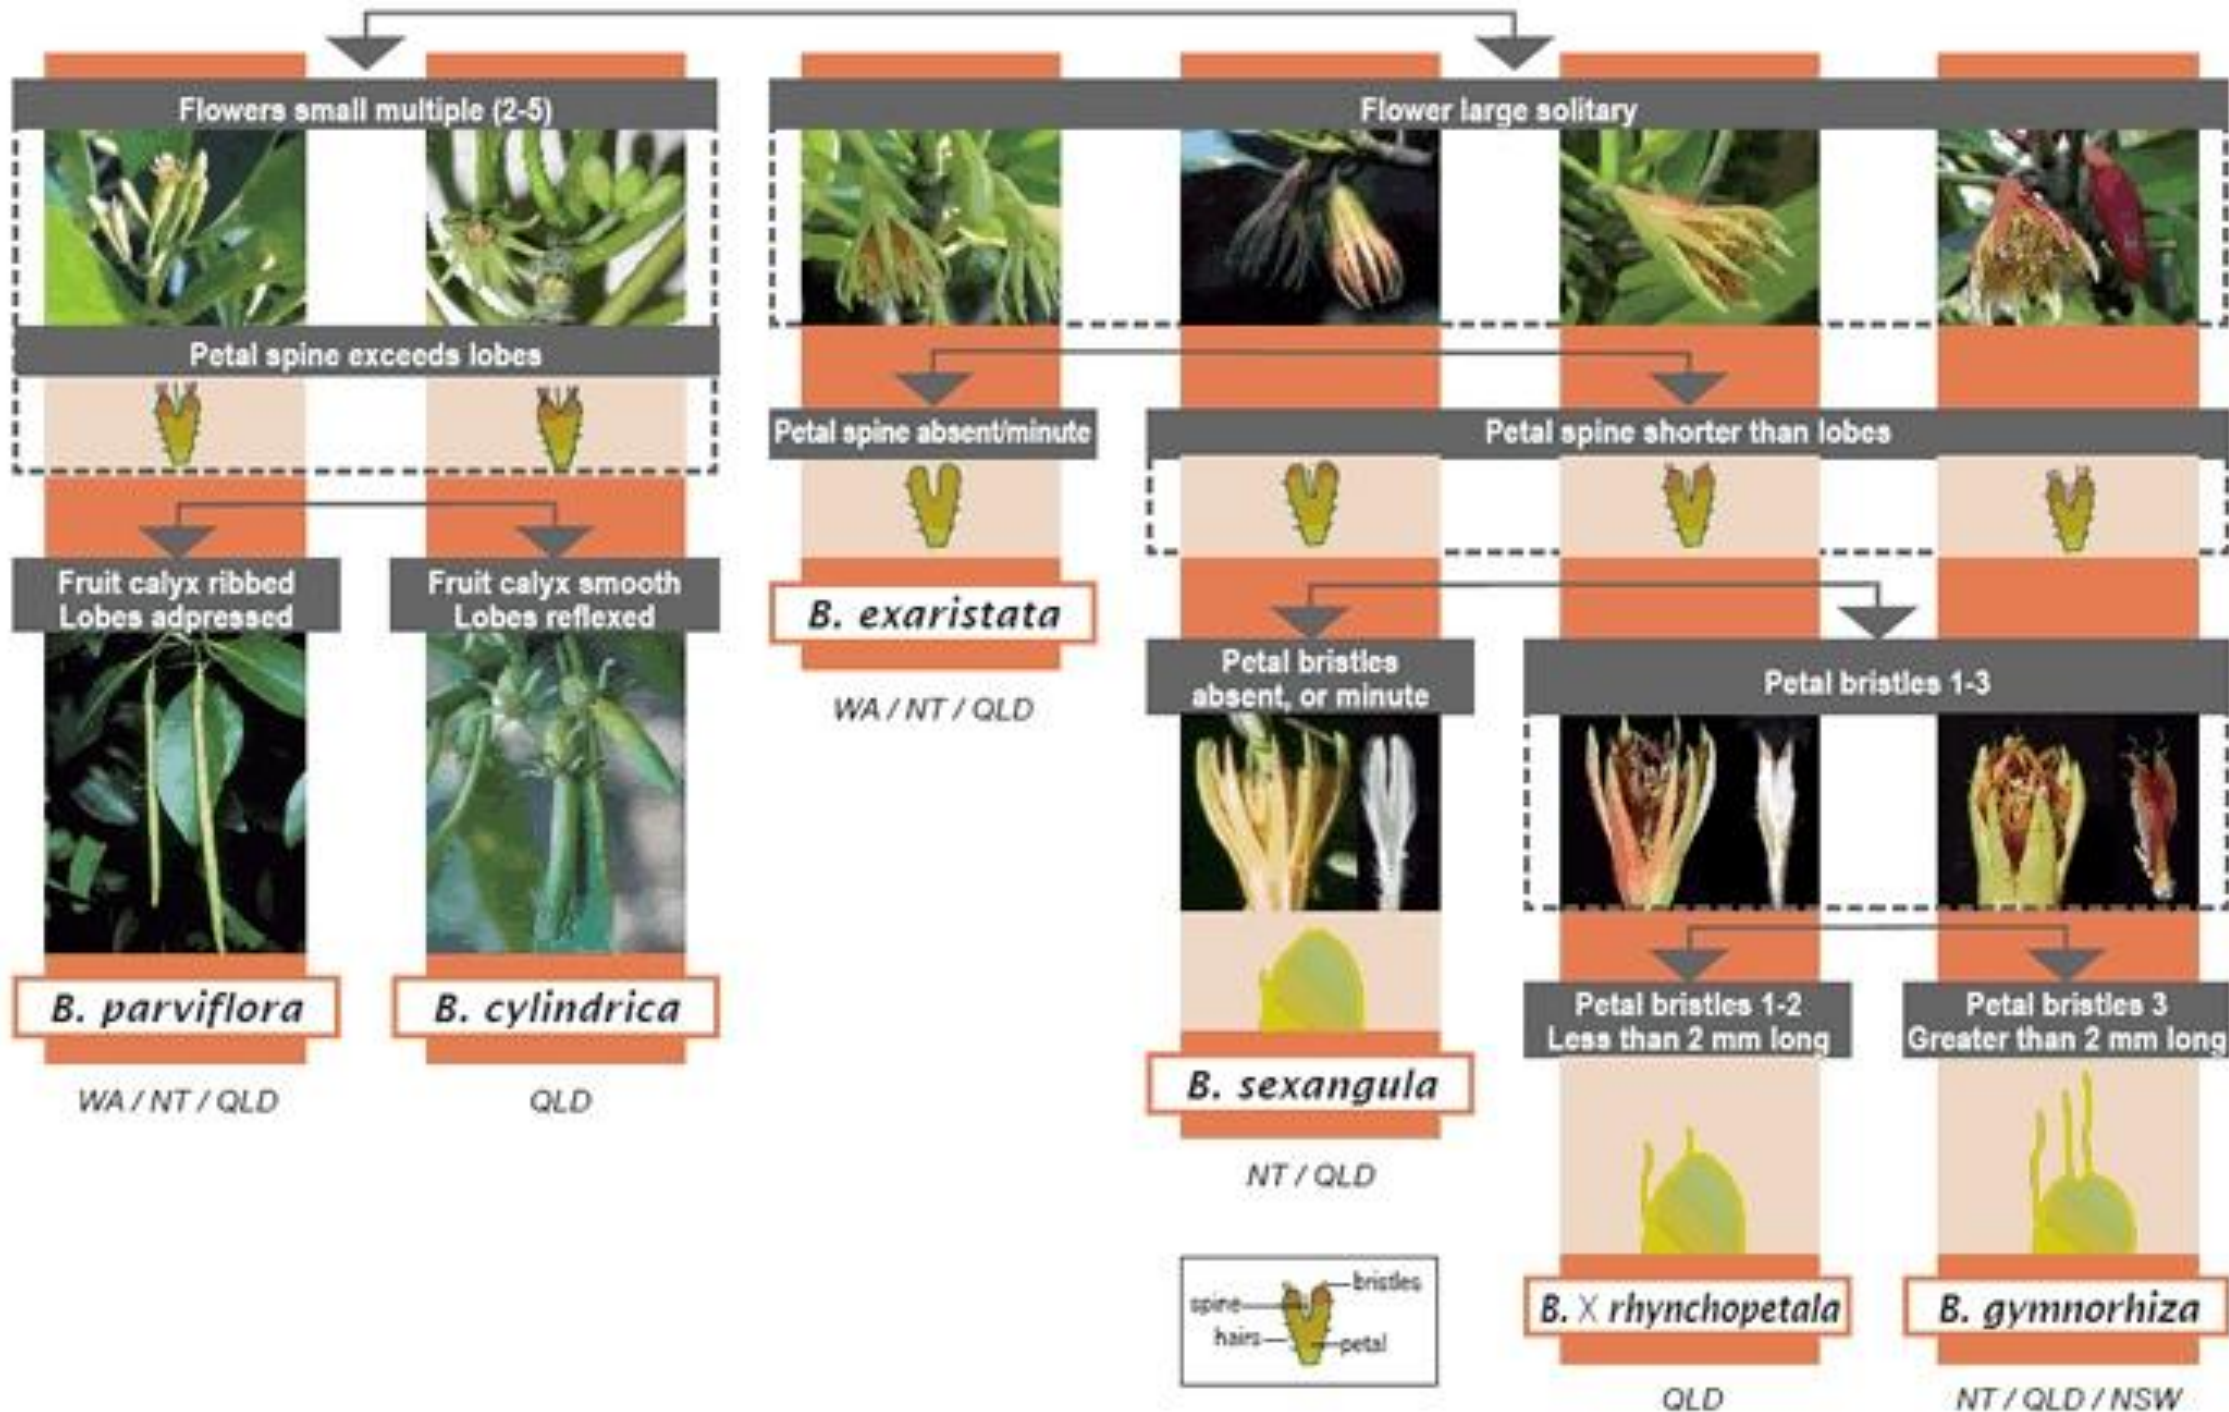 Flowers small multiple (2-5)
Flower large solitary
Petal spine exceeds lobes
Petal spine absent/minute
Petal spine shorter than lobes
Fruit calyx ribbed
Lobes adpressed
Fruit calyx smooth
Lobes reflexed
B. exaristata
WA / NT / QLD
Petal bristles
absent, or minute
Petal bristles 1-3
B. parviflora
WA / NT / QLD
B. cylindrica
QLD
B. sexangula
NT / QLD
Petal bristles 1-2
Less than 2 mm long
Petal bristles 3
Greater than 2 mm long
bristles
spine
hairs
petal
B. X rhynchopetala
QLD
B. gymnorhiza
NT / QLD / NSW